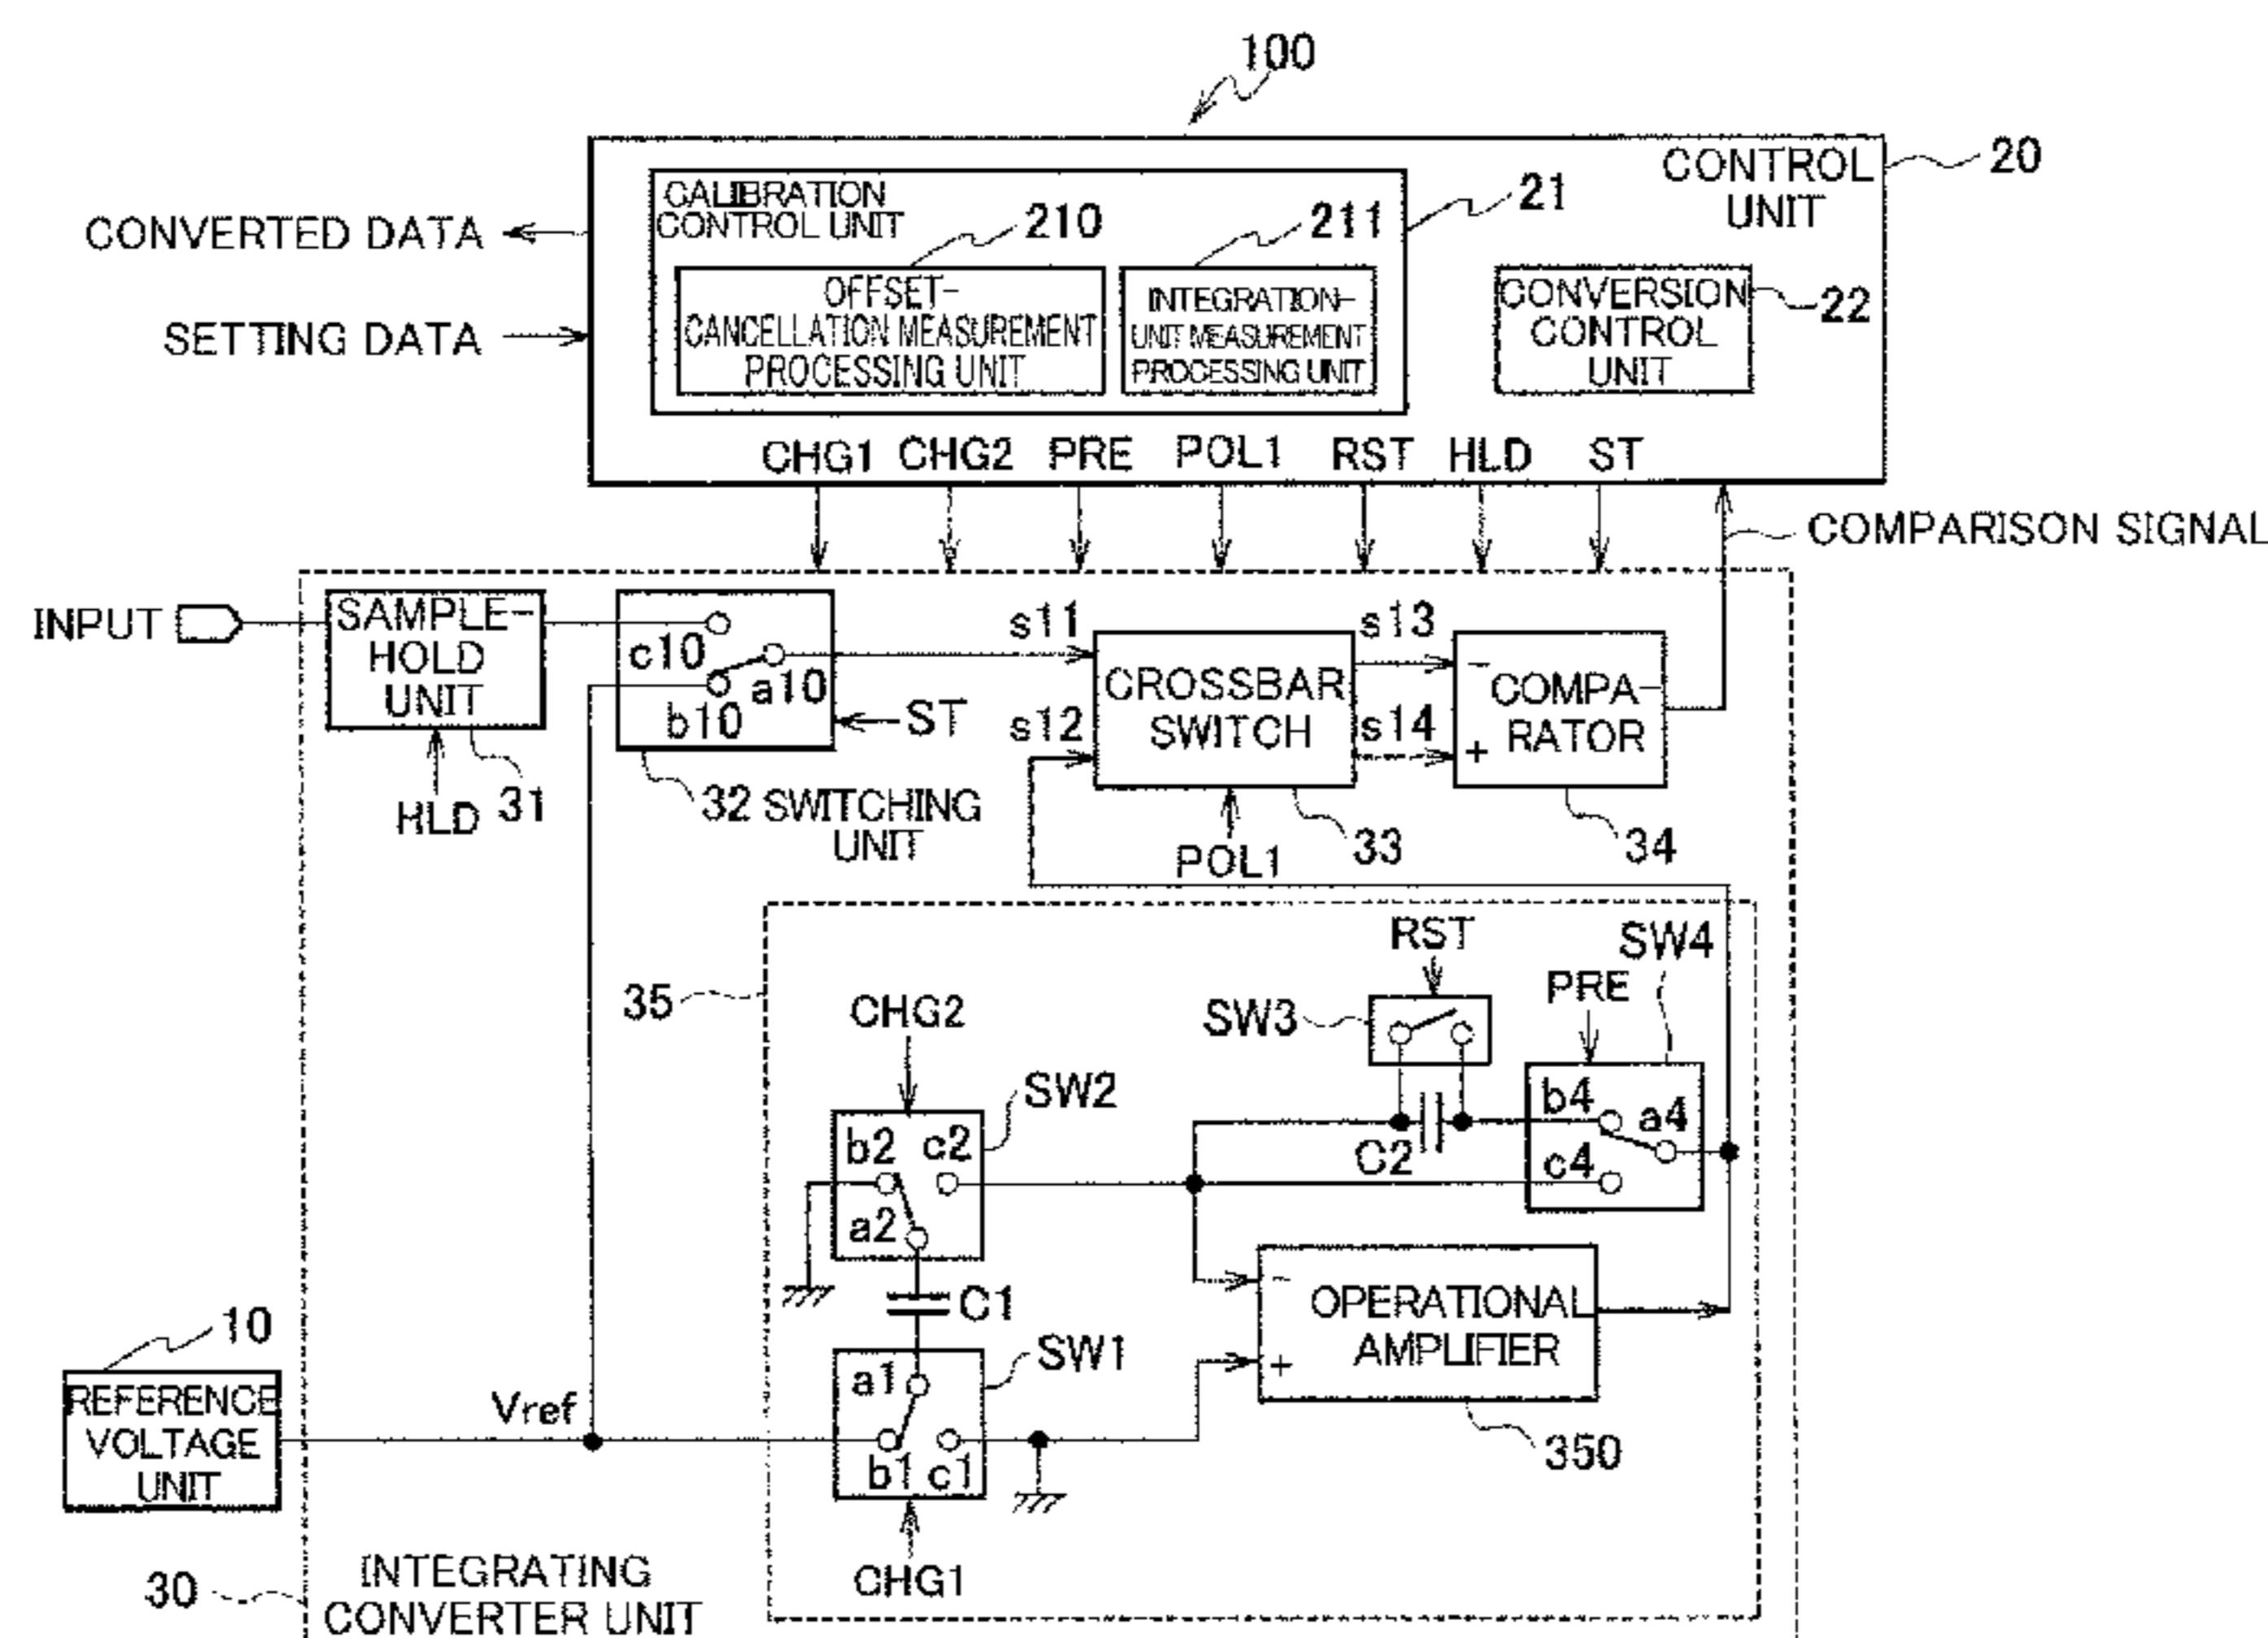 100
CONTROL
UNIT
20
CALIBRATION
CONTROL UNIT
21
210
211
OFFSET-
CANCELLATION MEASUREMENT
PROCESSING UNIT
INTEGRATION-
UNIT MEASUREMENT
PROCESSING UNIT
CONVERSION
CONTROL
UNIT
22
CONVERTED DATA
SETTING DATA
CHG1 CHG2 PRE POL1 RST HLD ST
COMPARISON SIGNAL
INPUT
SAMPLE-
HOLD
UNIT
HLD
31
c10
a10
b10
ST
32 SWITCHING
UNIT
s11
s12
CROSSBAR
SWITCH
POL1
33
s13
s14
-
+
COMPA-
RATOR
34
35
RST
SW3
SW4
PRE
b4
a4
c4
C2
CHG2
SW2
b2
c2
a2
C1
SW1
a1
b1
c1
CHG1
-
+
OPERATIONAL
AMPLIFIER
350
10
REFERENCE
VOLTAGE
UNIT
Vref
30
INTEGRATING
CONVERTER UNIT